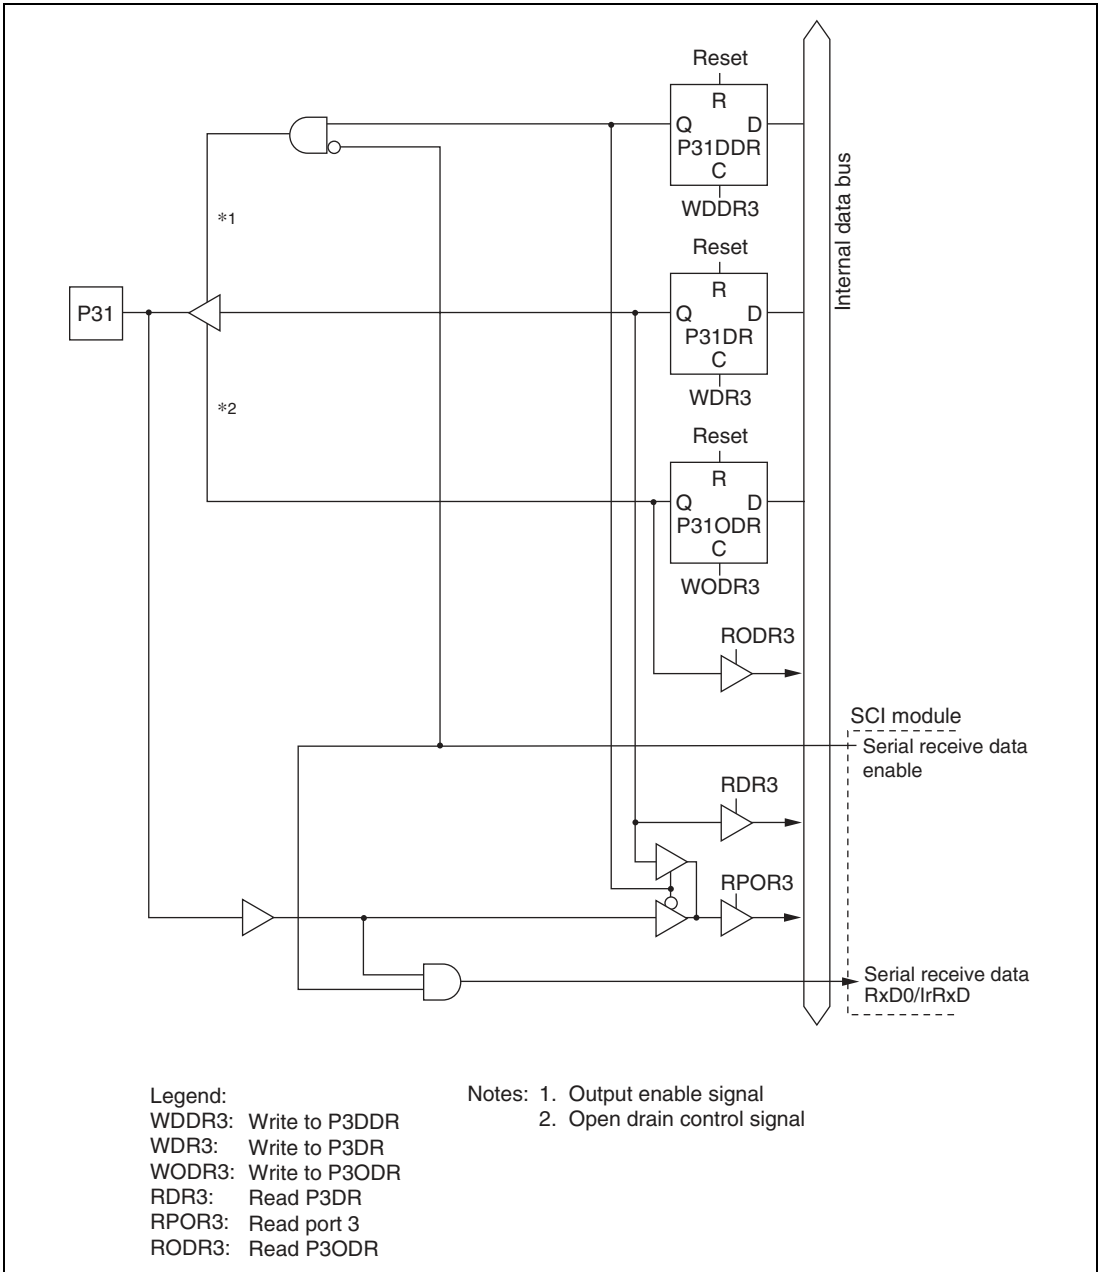 Reset
R
Q D
P31DDR
C
WDDR3
Internal data bus
*1
Reset
R
P31
Q D
P31DR
C
WDR3
*2
Reset
R
Q D
P31ODR
C
WODR3
RODR3
SCI module
Serial receive data
enable
RDR3
RPOR3
Serial receive data
RxD0/IrRxD
Legend:
WDDR3: Write to P3DDR
WDR3: Write to P3DR
WODR3: Write to P3ODR
RDR3: Read P3DR
RPOR3: Read port 3
RODR3: Read P3ODR
Notes: 1. Output enable signal
2. Open drain control signal